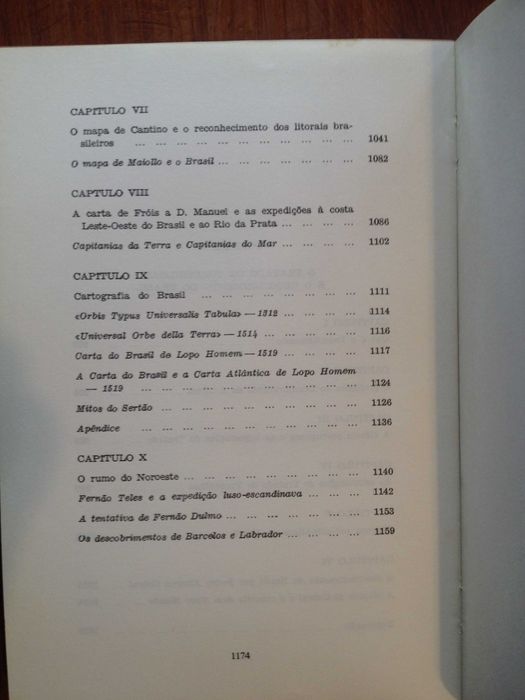 CAPITULO VII
O mapa de Cantino e o reconhecimento dos litorais bra-
sileiros ... ... ... ... ... ... ... ... ... ... ... 1041
O mapa de Maiollo e o Brasil ... ... ... ... ... ... ... 1082
CAPTULO VIII
A carta de Fróis a D. Manuel e as expedições à costa
Leste-Oeste do Brasil e ao Rio da Prata ... ... ... ... 1086
Capitanias da Terra e Capitanias do Mar ... ... ... ... 1102
CAPITULO IX
Cartografia do Brasil ... ... ... ... ... ... ... ... 1111
«Orbis Typus Universalis Tabula» — 1512 ... ... ... ... 1114
«Universal Orbe della Terra» — 1514 ... ... ... ... ... 1116
Carta do Brasil de Lopo Homem — 1519 ... ... ... ... 1117
A Carta do Brasil e a Carta Atlântica de Lopo Homem
— 1519 ... ... ... ... ... ... ... ... ... ... ... 1124
Mitos do Sertão ... ... ... ... ... ... ... ... ... ... 1126
Apêndice ... ... ... ... ... ... ... ... ... ... ... 1136
CAPITULO X
O rumo do Noroeste ... ... ... ... ... ... ... ... ... 1140
Fernão Teles e a expedição luso-escandinava ... ... ... 1142
A tentativa de Fernão Dulmo ... ... ... ... ... ... ... 1153
Os descobrimentos de Barcelos e Labrador ... ... ... ... 1159
1174